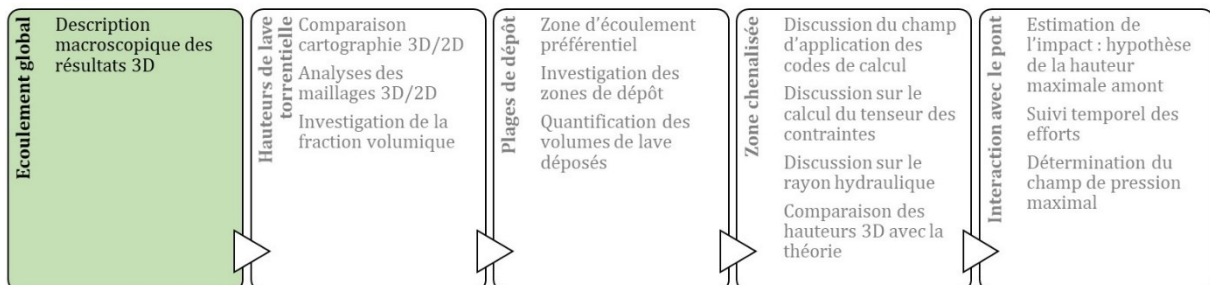 Ecoulement global
Description
macroscopique des
résultats 3D
Hauteurs de lave
torrentielle
Comparaison
cartographie 3D/2D
Analyses des
maillages 3D/2D
Investigation de la
fraction volumique
Plages de dépôt
Zone d'écoulement
préférentiel
Investigation des
zones de dépôt
Quantification des
volumes de lave
déposés
Zone chenalisée
Discussion du champ
d'application des
codes de calcul
Discussion sur le
calcul du tenseur des
contraintes
Discussion sur le
rayon hydraulique
Comparaison des
hauteurs 3D avec la
théorie
Interaction avec le pont
Estimation de
l'impact : hypothèse
de la hauteur
maximale amont
Suivi temporel des
efforts
Détermination du
champ de pression
maximal